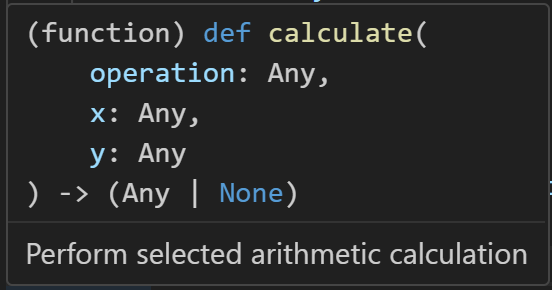 (function) def calculate(
    operation: Any,
    x: Any,
    y: Any
) -> (Any | None)
Perform selected arithmetic calculation